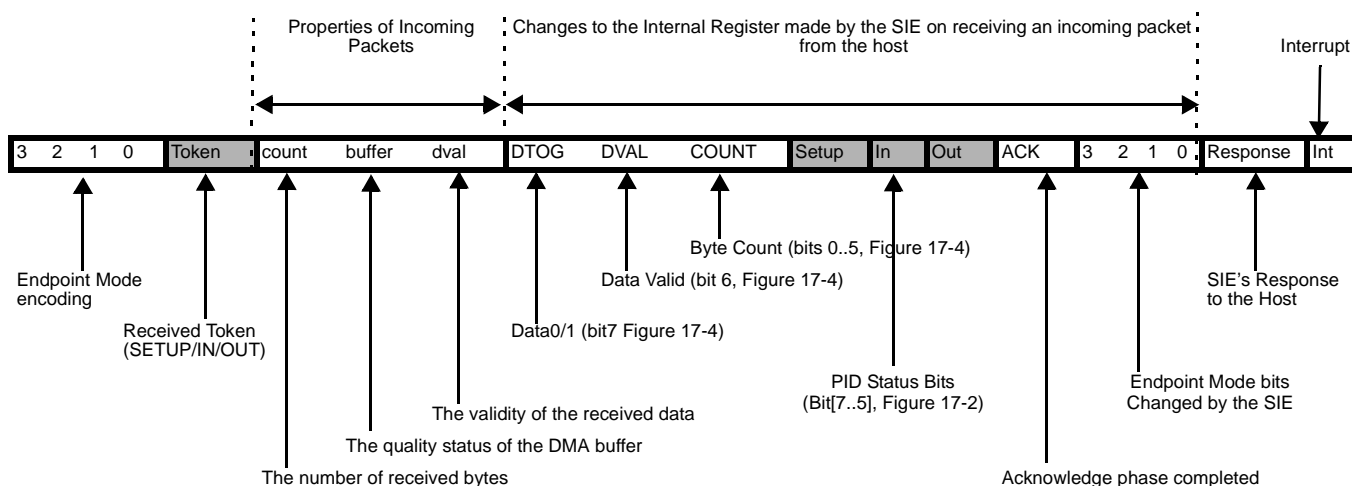 Properties of Incoming
Packets
Changes to the Internal Register made by the SIE on receiving an incoming packet
from the host
Interrupt
3 2 1 0 Token count buffer dval DTOG DVAL COUNT Setup In Out ACK 3 2 1 0 Response Int
Byte Count (bits 0..5, Figure 17-4)
Endpoint Mode
encoding
Data Valid (bit 6, Figure 17-4)
SIE's Response
to the Host
Received Token
(SETUP/IN/OUT)
Data0/1 (bit7 Figure 17-4)
PID Status Bits
(Bit[7..5], Figure 17-2)
Endpoint Mode bits
Changed by the SIE
The validity of the received data
The quality status of the DMA buffer
The number of received bytes
Acknowledge phase completed